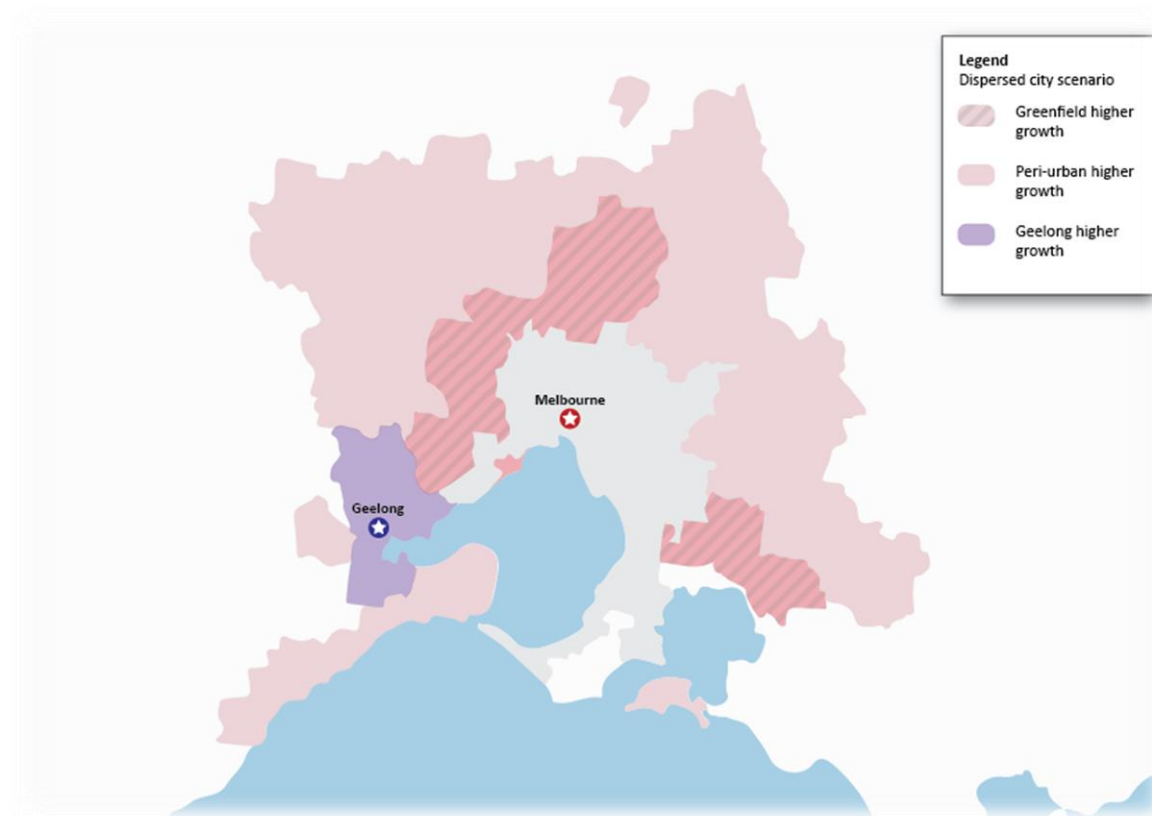 Legend
Dispersed city scenario
Greenfield higher
growth
Peri-urban higher
growth
Geelong higher
growth
Melbourne
Geelong